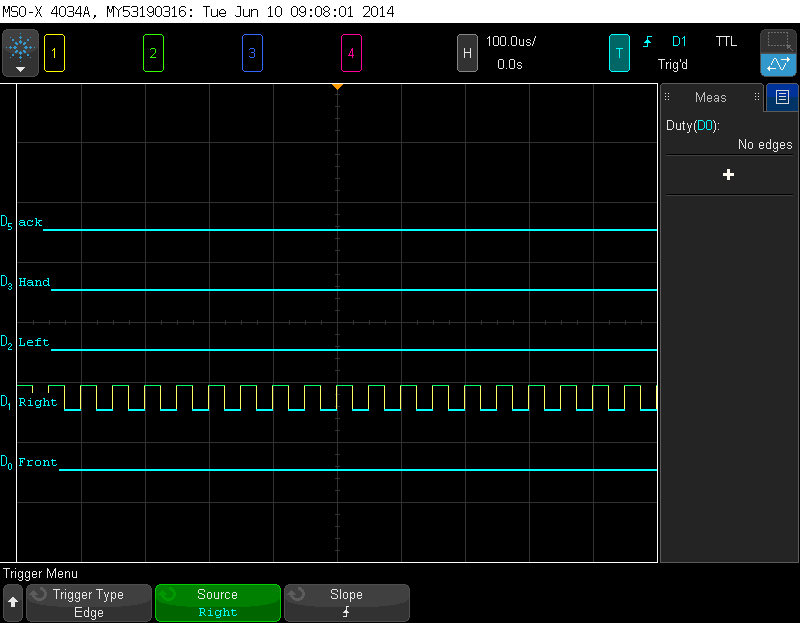 MSO-X 4034A, MY53190316: Tue Jun 10 09:08:01 2014
1 2 3 4 H 100.0us/ 0.0s T D1 TTL Trig'd
Meas
Duty(D0):
No edges
D5 ack
D3 Hand
D2 Left
D1 Right
D0 Front
Trigger Menu
Trigger Type
Edge
Source
Right
Slope